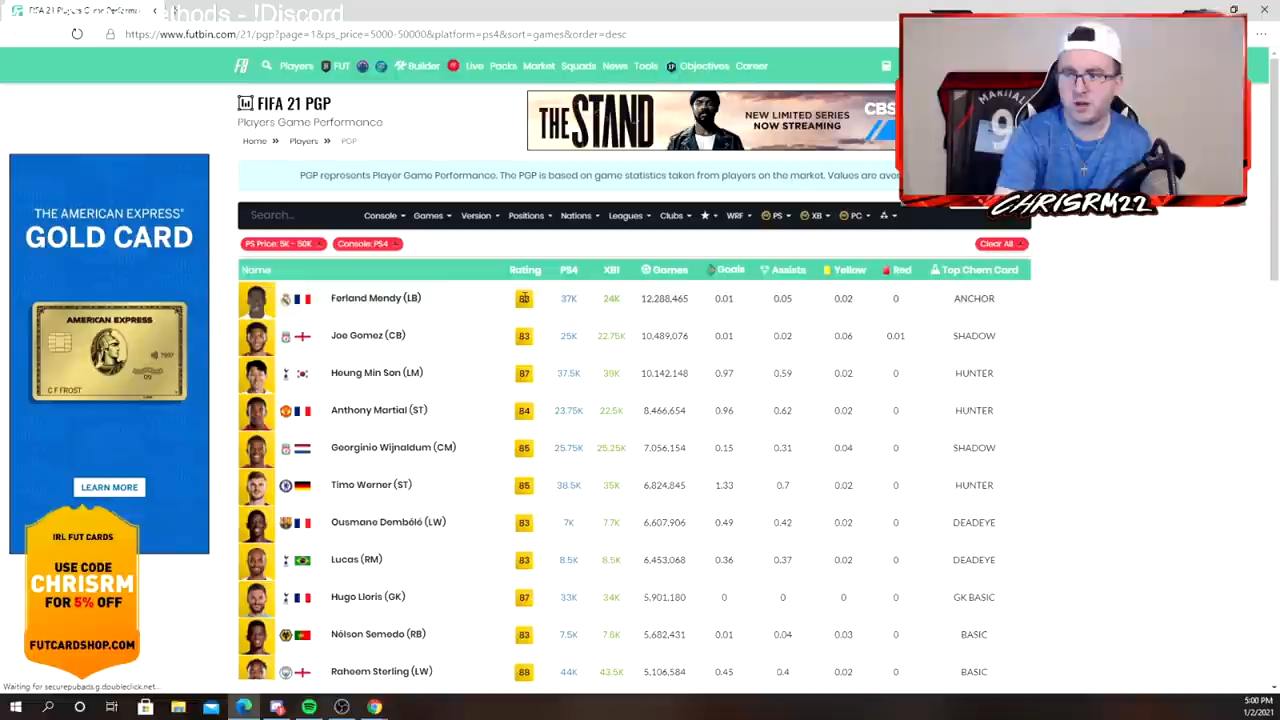 FIFA 21 Players Game Performa
ethods - !Discord
https://www.futbin.com/21/pgp?page=1&ps_price=5000-50000&platform=ps4&sort=games&order=desc
FB Players FUT Builder Live Packs Market Squads News Tools Objectives Career
FIFA 21 PGP
Players Game Performance
Home » Players » PGP
THE STAND
NEW LIMITED SERIES
NOW STREAMING
CBS
MARTIAL
9
CHRISRM22
PGP represents Player Game Performance. The PGP is based on game statistics taken from players on the market. Values are aver
Search... Console Games Version Positions Nations Leagues Clubs WRF PS XB PC
PS Price: 5K - 50K Console: PS4 Clear All
Name Rating PS4 XB1 Games Goals Assists Yellow Red Top Chem Card
Ferland Mendy (LB) 83 37K 24K 12,288,465 0.01 0.05 0.02 0 ANCHOR
Joe Gomez (CB) 83 25K 22.75K 10,489,076 0.01 0.02 0.06 0.01 SHADOW
Heung Min Son (LM) 87 37.5K 39K 10,142,148 0.97 0.59 0.02 0 HUNTER
Anthony Martial (ST) 84 23.75K 22.5K 8,466,654 0.96 0.62 0.02 0 HUNTER
Georginio Wijnaldum (CM) 85 25.75K 25.25K 7,056,154 0.15 0.31 0.04 0 SHADOW
Timo Werner (ST) 85 38.5K 35K 6,824,845 1.33 0.7 0.02 0 HUNTER
Ousmane Dembélé (LW) 83 7K 7.7K 6,607,906 0.49 0.42 0.02 0 DEADEYE
Lucas (RM) 83 8.5K 8.5K 6,453,068 0.36 0.37 0.02 0 DEADEYE
Hugo Lloris (GK) 87 33K 34K 5,901,180 0 0 0 0 GK BASIC
Nélson Semedo (RB) 83 7.5K 7.6K 5,682,431 0.01 0.04 0.03 0 BASIC
Raheem Sterling (LW) 88 44K 43.5K 5,106,584 0.45 0.4 0.02 0 BASIC
THE AMERICAN EXPRESS®
GOLD CARD
AMERICAN EXPRESS
C F FROST
LEARN MORE
IRL FUT CARDS
USE CODE
CHRISRM
FOR 5% OFF
FUTCARDSHOP.COM
Waiting for securepubads.g.doubleclick.net...
5:00 PM
1/2/2021